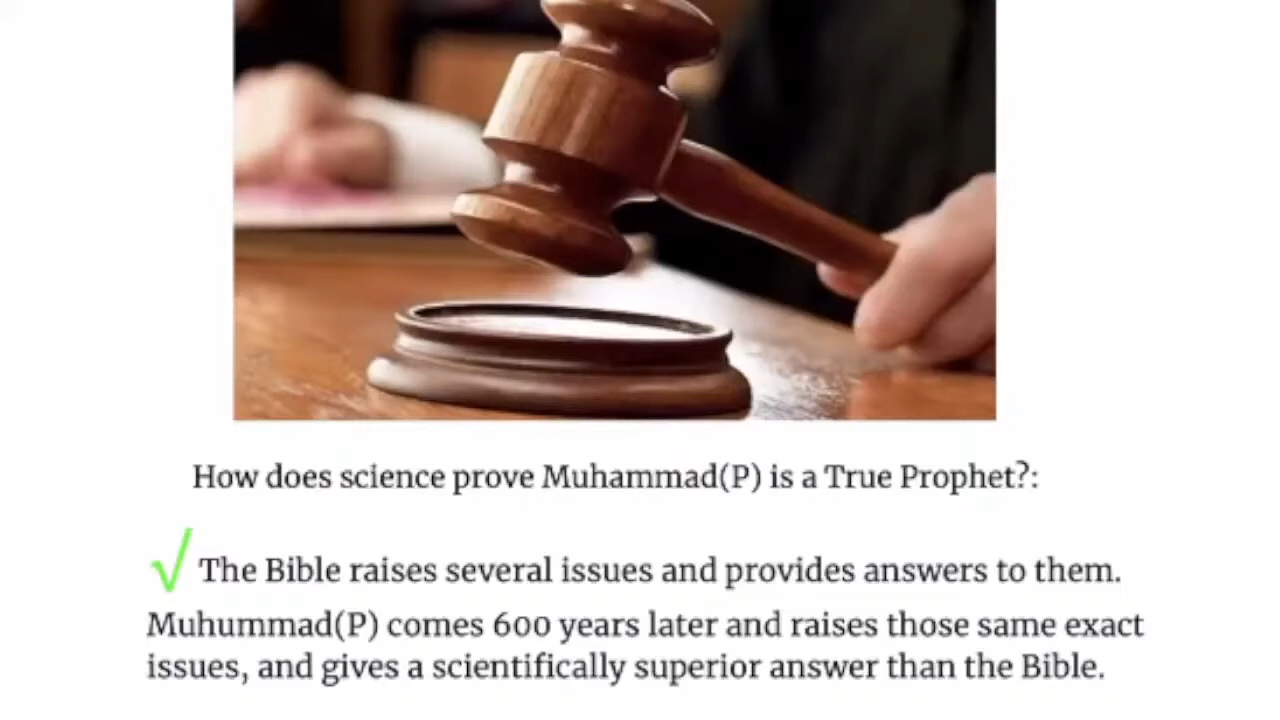 How does science prove Muhammad(P) is a True Prophet?:
√ The Bible raises several issues and provides answers to them.
Muhummad(P) comes 600 years later and raises those same exact
issues, and gives a scientifically superior answer than the Bible.